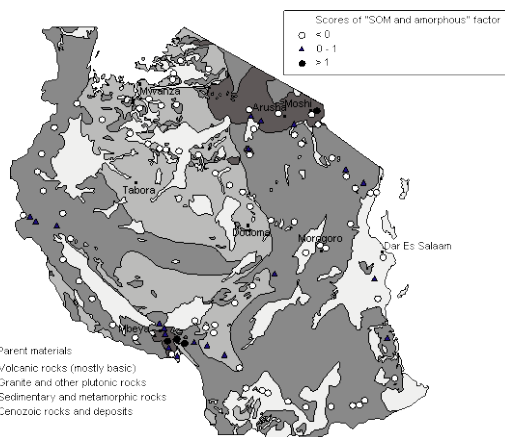 Scores of "SOM and amorphous" factor
< 0
0 - 1
> 1
Mwanza
Arusha
Moshi
Tabora
Dodoma
Morogoro
Dar Es Salaam
Mbeya
Parent materials
Volcanic rocks (mostly basic)
Granite and other plutonic rocks
Sedimentary and metamorphic rocks
Cenozoic rocks and deposits